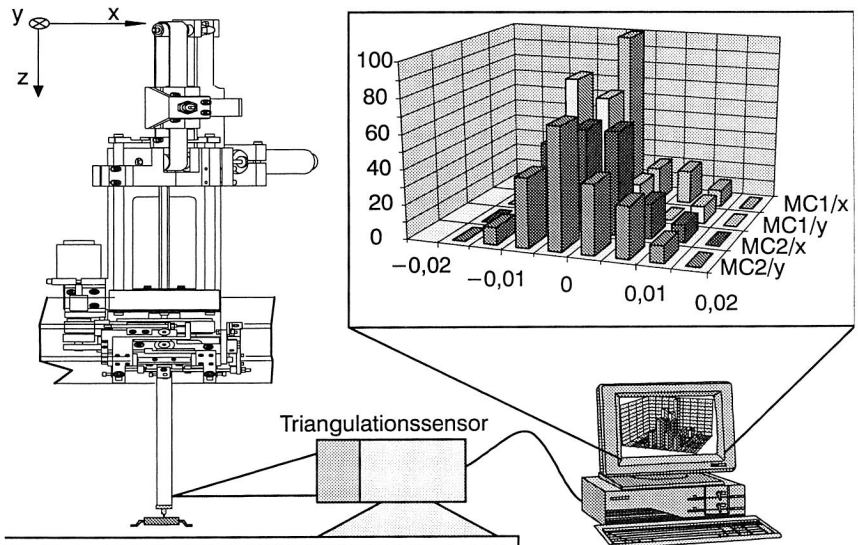 y x
z
100
80
60
40
20
0
−0,02
−0,01
0
0,01
0,02
MC1/x
MC1/y
MC2/x
MC2/y
Triangulationssensor